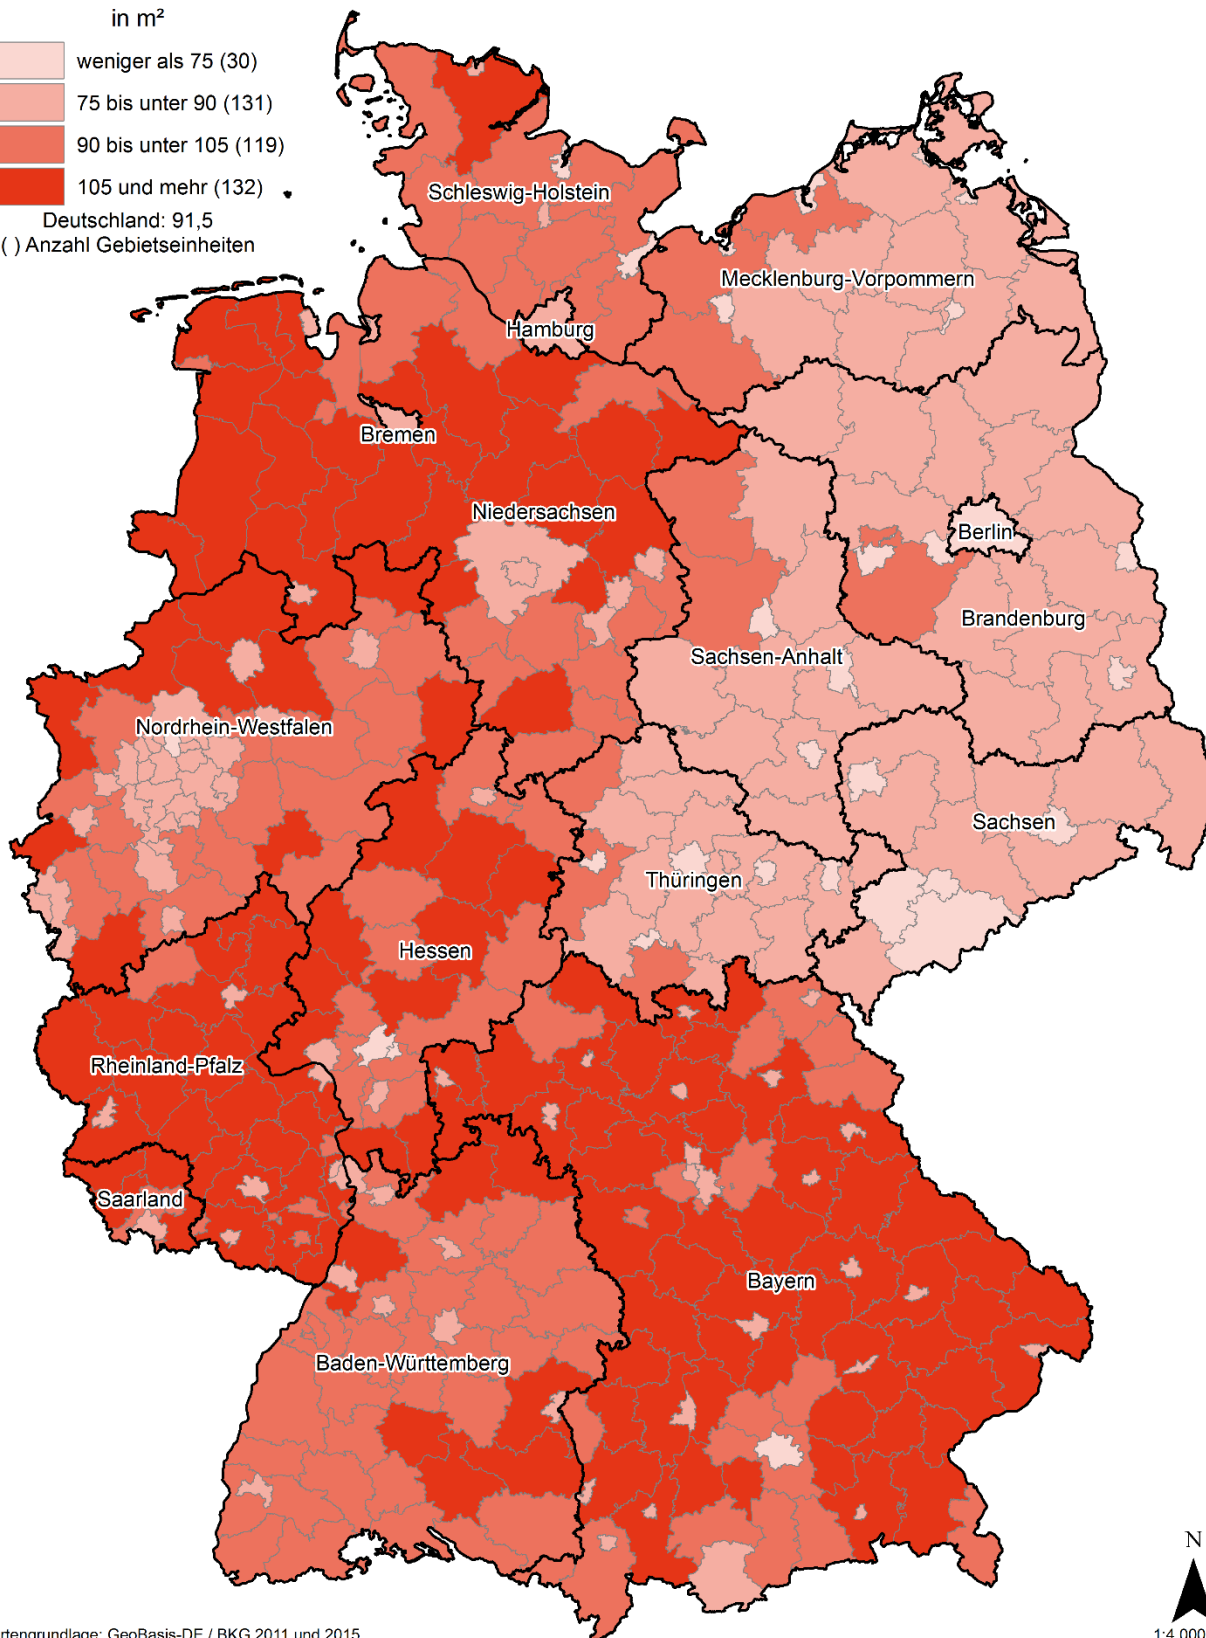 in m²
weniger als 75 (30)
75 bis unter 90 (131)
90 bis unter 105 (119)
105 und mehr (132)
Deutschland: 91,5
( ) Anzahl Gebietseinheiten
Schleswig-Holstein
Mecklenburg-Vorpommern
Hamburg
Bremen
Niedersachsen
Berlin
Brandenburg
Sachsen-Anhalt
Nordrhein-Westfalen
Sachsen
Thüringen
Hessen
Rheinland-Pfalz
Saarland
Bayern
Baden-Württemberg
N
rtengrundlage: GeoBasis-DE / BKG 2011 und 2015
1:4 000